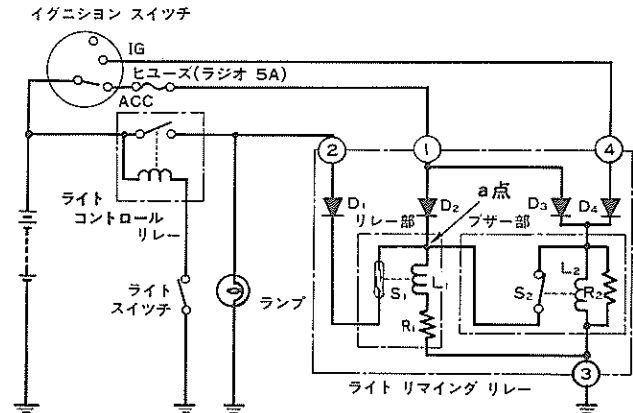 イグニション スイッチ
IG
ヒユーズ(ラジオ 5A)
ACC
2
1
4
a点
ライト
コントロール
リレー
D₁
リレー部
D₂
ブザー部
D₃
D₄
S₁
L₁
R₁
S₂
L₂
R₂
ライト
スイッチ
ランプ
3
ライト リマインダ リレー